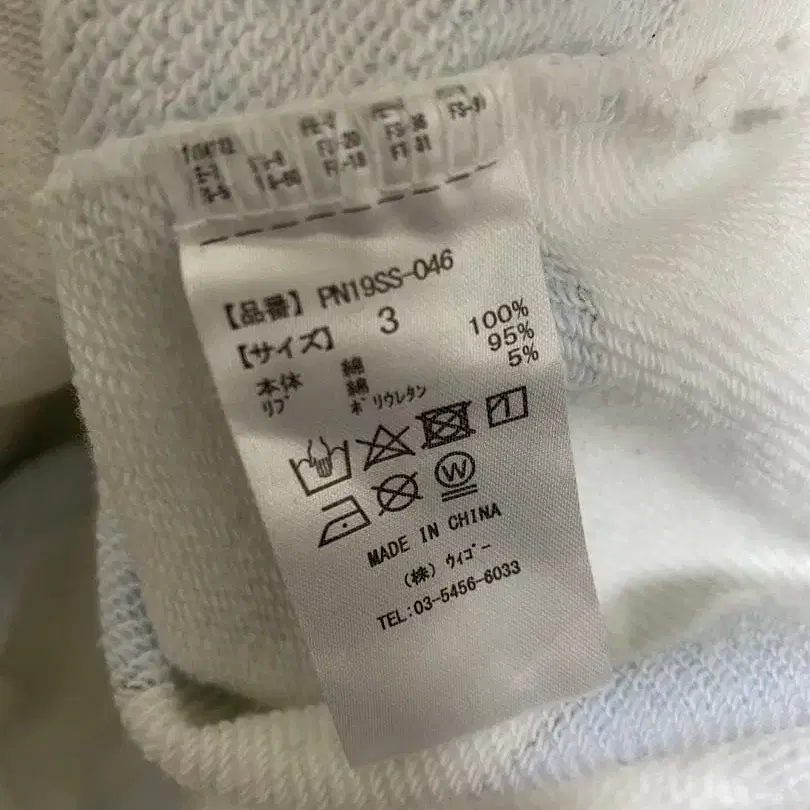 【品番】 PN19SS-046
【サイズ】 3
本体 綿 100%
リブ 綿 95%
ポリウレタン 5%
MADE IN CHINA
(株) ウィゴー
TEL:03-5456-6033